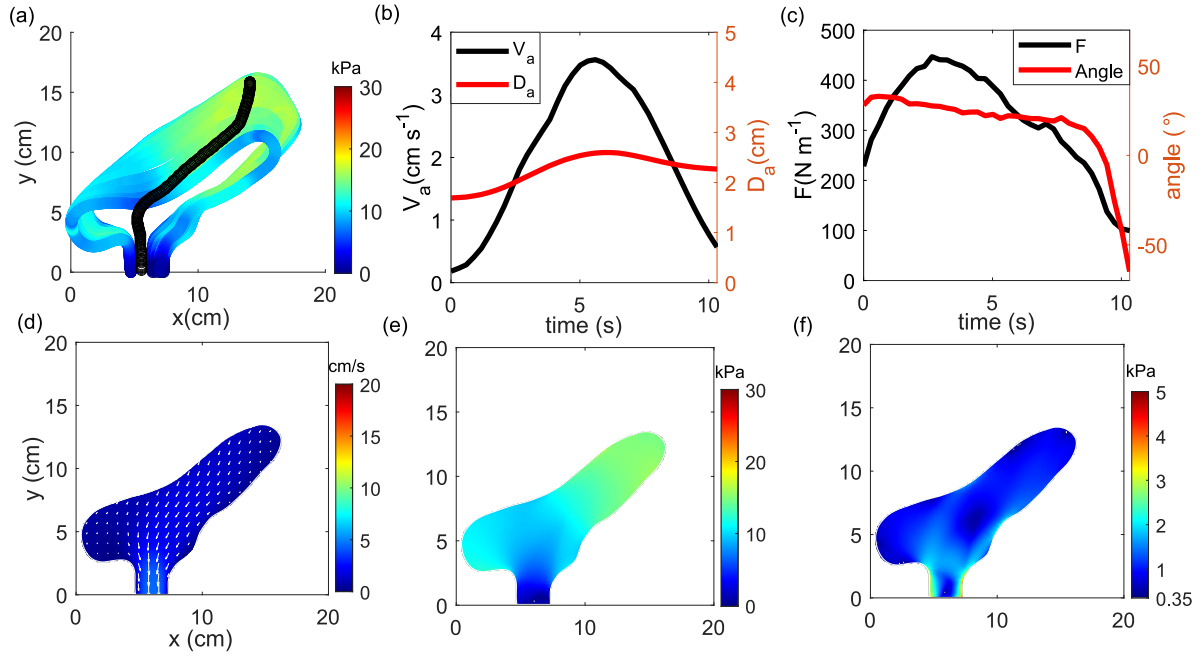 (a)
20
15
10
5
0
y (cm)
0 10 20
x(cm)
kPa
30
20
10
0
(b)
4
3
2
1
0
V_a(cm s⁻¹)
V_a
D_a
5
4
3
2
1
0
D_a(cm)
0 5 10
time (s)
(c)
500
400
300
200
100
0
F(N m⁻¹)
F
Angle
50
0
-50
angle (°)
0 5 10
time (s)
(d)
20
15
10
5
0
y (cm)
0 10 20
x (cm)
cm/s
20
15
10
5
0
(e)
20
15
10
5
0
0 10 20
kPa
30
20
10
0
(f)
20
15
10
5
0
0 10 20
kPa
5
4
3
2
1
0.35